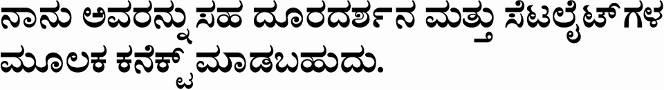 ನಾನು ಅವರನ್ನು ಸಹ ದೂರದರ್ಶನ ಮತ್ತು ಸೆಟಲೈಟ್‌ಗಳ
ಮೂಲಕ ಕನೆಕ್ಟ್ ಮಾಡಬಹುದು.